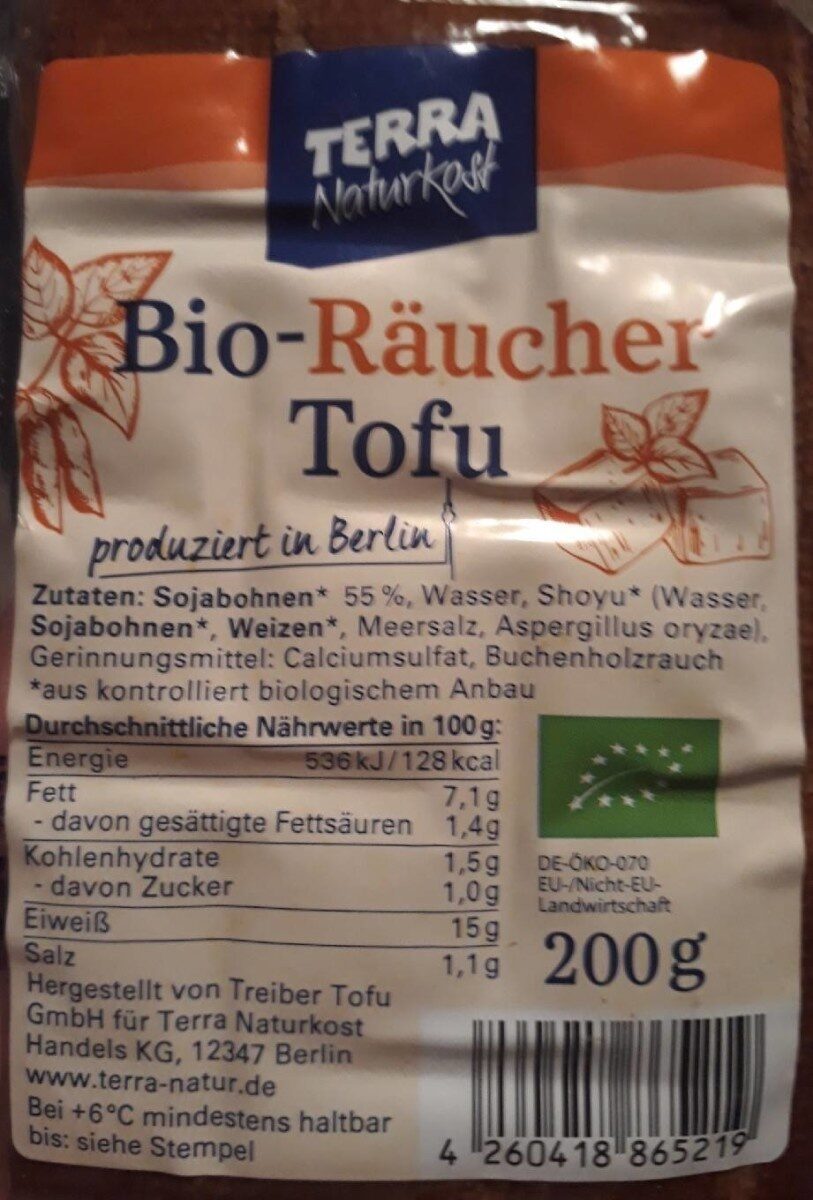 TERRA
Naturkost
Bio-Räucher
Tofu
produziert in Berlin
Zutaten: Sojabohnen* 55 %, Wasser, Shoyu* (Wasser,
Sojabohnen*, Weizen*, Meersalz, Aspergillus oryzae),
Gerinnungsmittel: Calciumsulfat, Buchenholzrauch
*aus kontrolliert biologischem Anbau
Durchschnittliche Nährwerte in 100 g:
Energie 536 kJ / 128 kcal
Fett 7,1 g
- davon gesättigte Fettsäuren 1,4 g
Kohlenhydrate 1,5 g
- davon Zucker 1,0 g
Eiweiß 15 g
Salz 1,1 g
DE-ÖKO-070
EU-/Nicht-EU-
Landwirtschaft
200 g
Hergestellt von Treiber Tofu
GmbH für Terra Naturkost
Handels KG, 12347 Berlin
www.terra-natur.de
Bei +6°C mindestens haltbar
bis: siehe Stempel
4 260418 865219